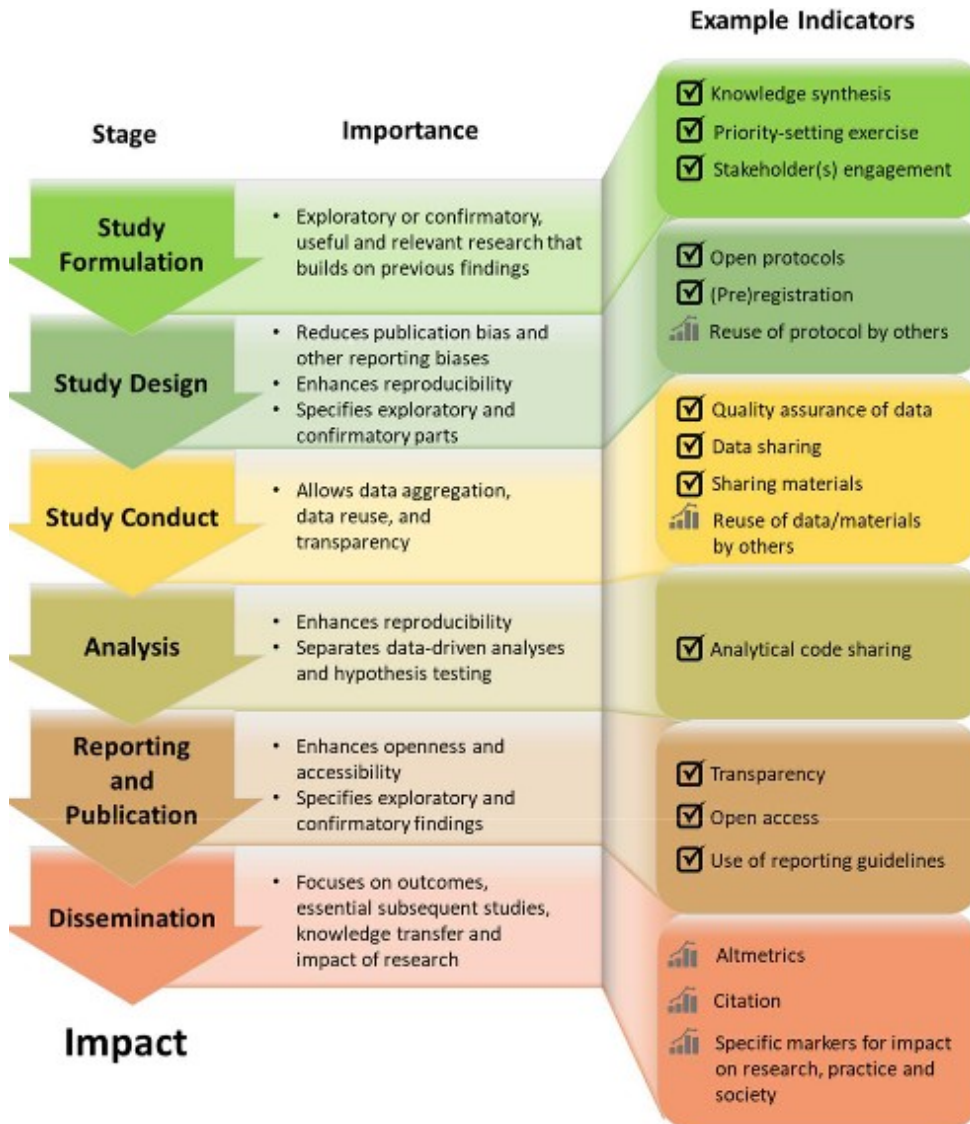 Example Indicators
Stage
Importance
Knowledge synthesis
Priority-setting exercise
Stakeholder(s) engagement
Study
Formulation
• Exploratory or confirmatory,
useful and relevant research that
builds on previous findings
Open protocols
(Pre)registration
Reuse of protocol by others
Study Design
• Reduces publication bias and
other reporting biases
• Enhances reproducibility
• Specifies exploratory and
confirmatory parts
Quality assurance of data
Data sharing
Sharing materials
Reuse of data/materials
by others
Study Conduct
• Allows data aggregation,
data reuse, and
transparency
Analysis
• Enhances reproducibility
• Separates data-driven analyses
and hypothesis testing
Analytical code sharing
Reporting
and
Publication
• Enhances openness and
accessibility
• Specifies exploratory and
confirmatory findings
Transparency
Open access
Use of reporting guidelines
Dissemination
• Focuses on outcomes,
essential subsequent studies,
knowledge transfer and
impact of research
Altmetrics
Citation
Specific markers for impact
on research, practice and
society
Impact